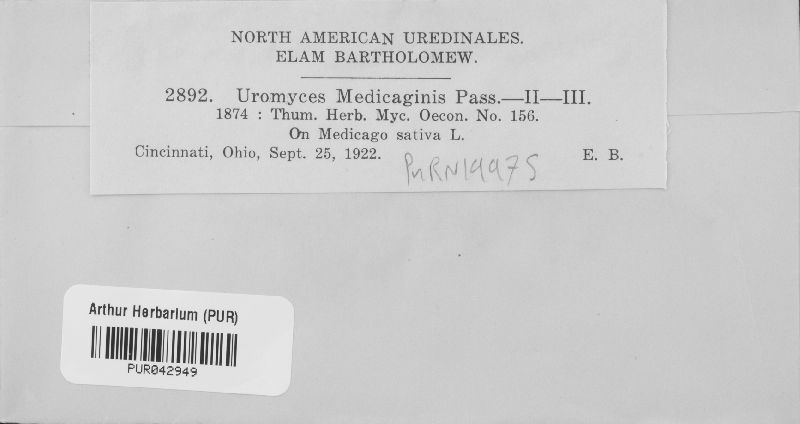 NORTH AMERICAN UREDINALES.
ELAM BARTHOLOMEW.
2892. Uromyces Medicaginis Pass.—II—III.
1874 : Thum. Herb. Myc. Oecon. No. 156.
On Medicago sativa L.
Cincinnati, Ohio, Sept. 25, 1922. E. B.
PURN19975
Arthur Herbarium (PUR)
PUR042949